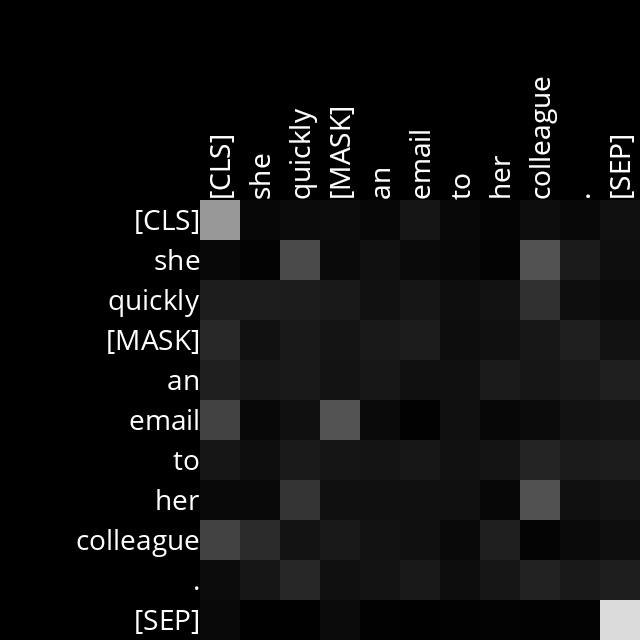 [CLS] she quickly [MASK] an email to her colleague . [SEP]
[CLS]
she
quickly
[MASK]
an
email
to
her
colleague
.
[SEP]